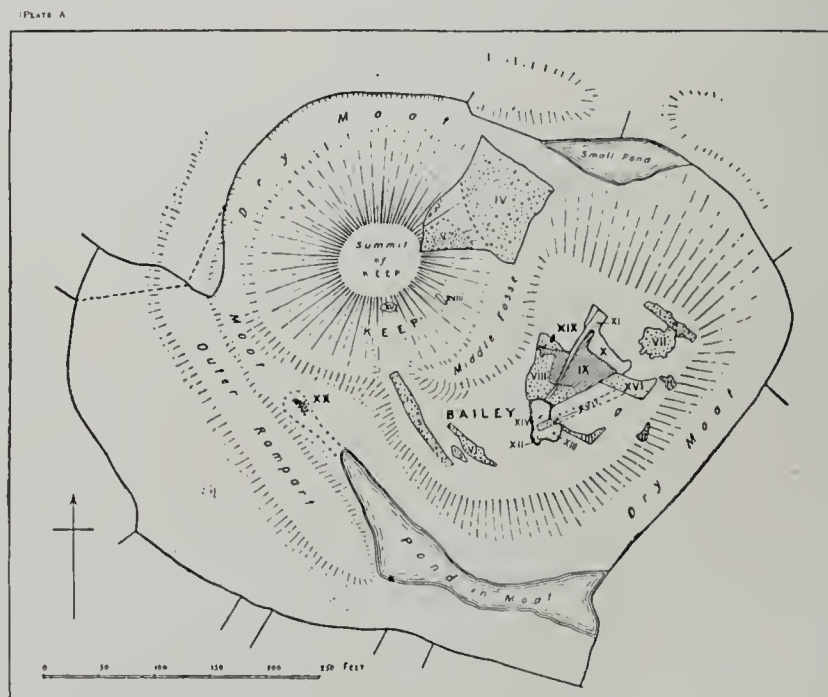 PLATE A
Dry Moat
Small Pond
IV
V
Summit
of
KEEP
XVIII
KEEP
Middle Fosse
Moat
Outer Rampart
XX
XIX
XI
VII
VIII
IX
X
XVI
BAILEY
XIV
XVII
XII
XIII
VI
Dry Moat
Pond in Moat
0 50 100 150 200 250 FEET